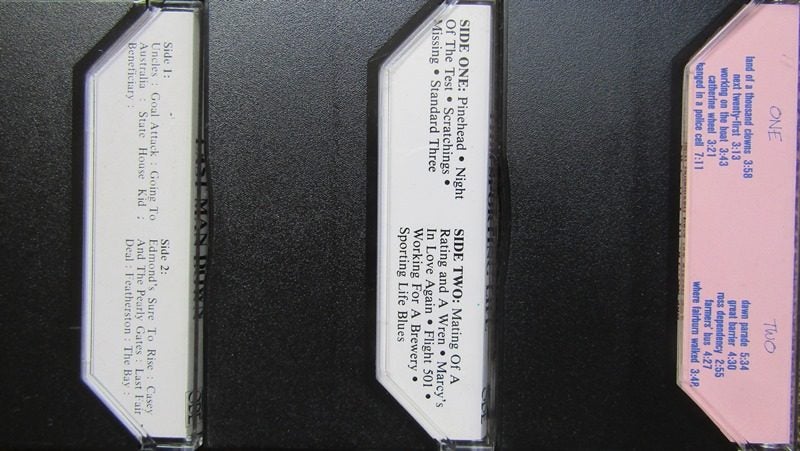 ONE
land of a thousand clowns 3:58
next twenty-first 3:13
working on the boat 3:43
catherine wheel 3:21
hanged in a police cell 7:11
TWO
dawn parade 5:34
great barrier 4:30
ross dependency 2:55
farmers' bus 4:27
where fairburn walked 3:48
SIDE ONE: Pinehead • Night
Of The Test • Scratchings •
Missing • Standard Three
SIDE TWO: Mating Of A
Rating and A Wren • Marcy's
In Love Again • Flight 501 •
Working For A Brewery •
Sporting Life Blues
MAN DOWN
Side 1:
Uncles : Goal Attack : Going To
Australia : State House Kid :
Beneficiary :
Side 2:
Edmond's Sure To Rise : Casey
And The Pearly Gates : Last Fair
Deal : Featherston : The Bay :